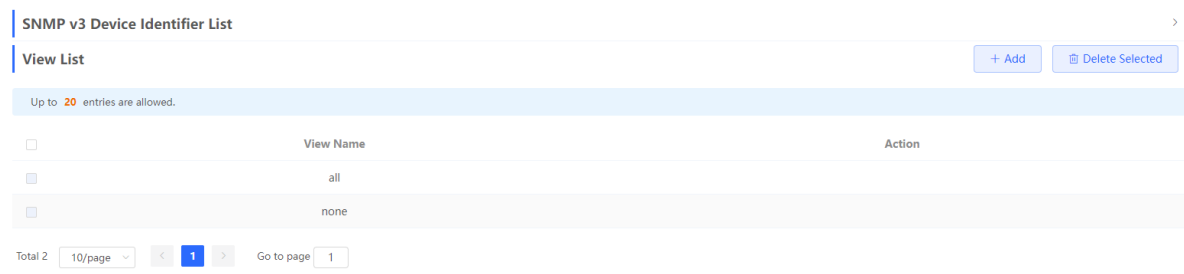 SNMP v3 Device Identifier List
View List
+ Add
Delete Selected
Up to 20 entries are allowed.
View Name Action
all
none
Total 2 10/page 1 Go to page 1